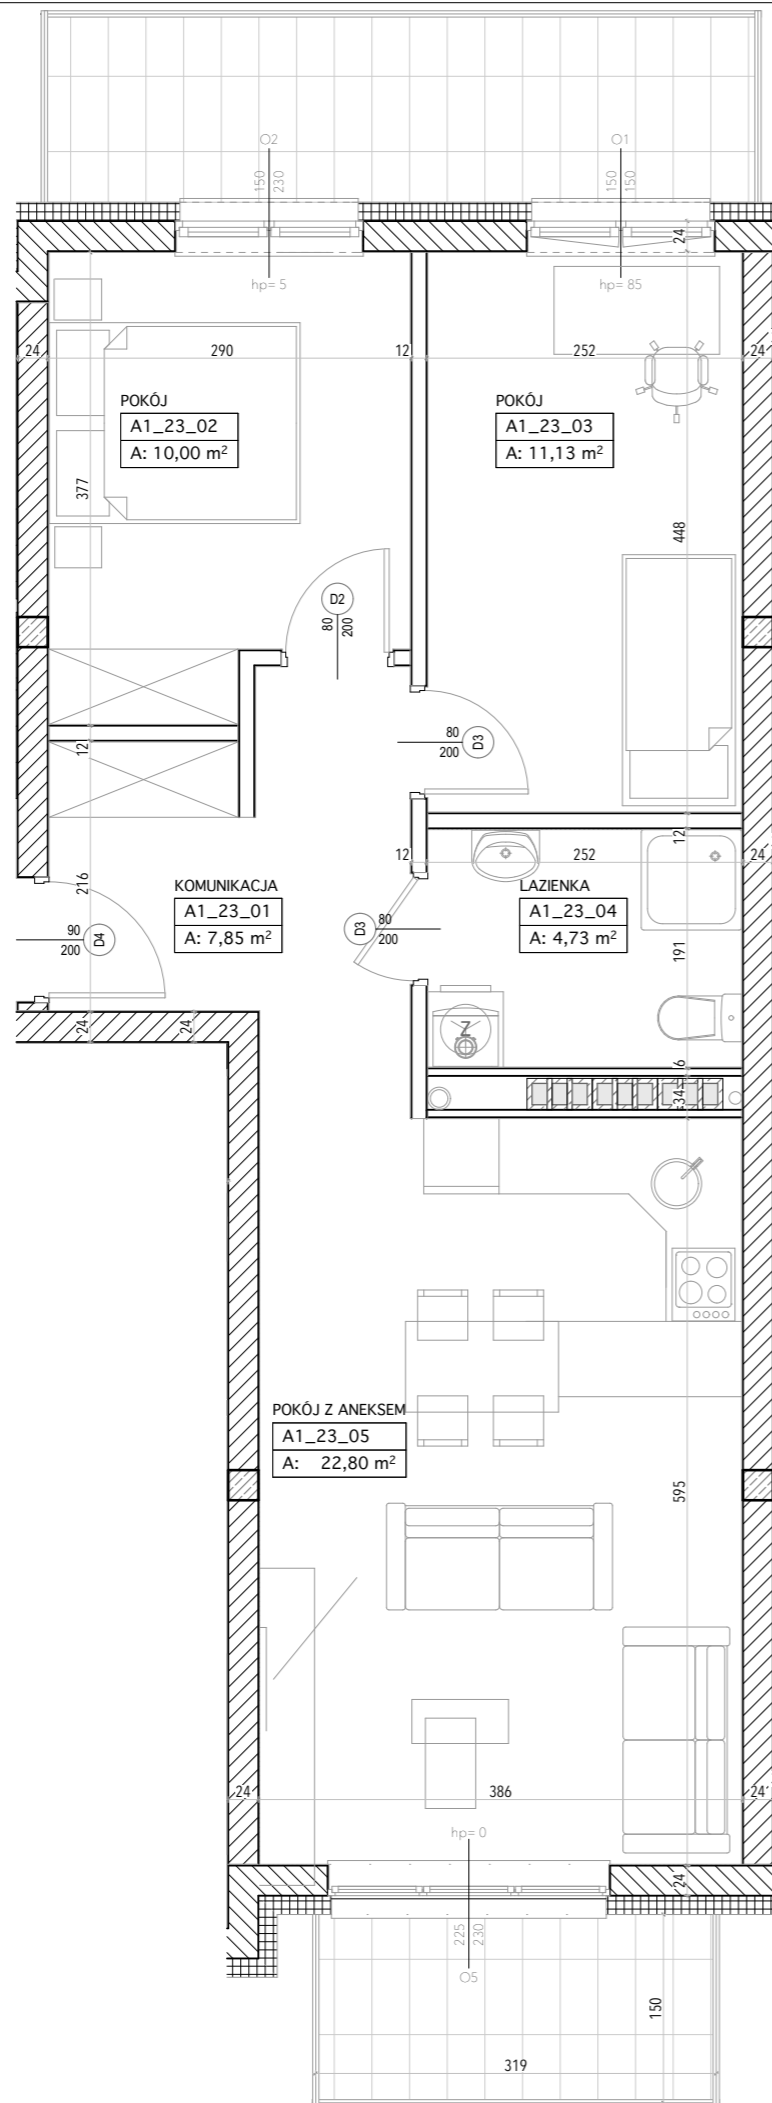 O2
O1
150
230
150
150
24
hp= 5
hp= 85
24
290
12
252
24
POKÓJ
A1_23_02
A: 10,00 m²
POKÓJ
A1_23_03
A: 11,13 m²
377
448
D2
80
200
80
200
D3
12
12
12
252
24
216
KOMUNIKACJA
A1_23_01
A: 7,85 m²
LAZIENKA
A1_23_04
A: 4,73 m²
90
200
D4
D3
80
200
191
24
24
Z
6
34
POKÓJ Z ANEKSEM
A1_23_05
A: 22,80 m²
595
24
386
24
hp= 0
24
225
230
O5
150
319